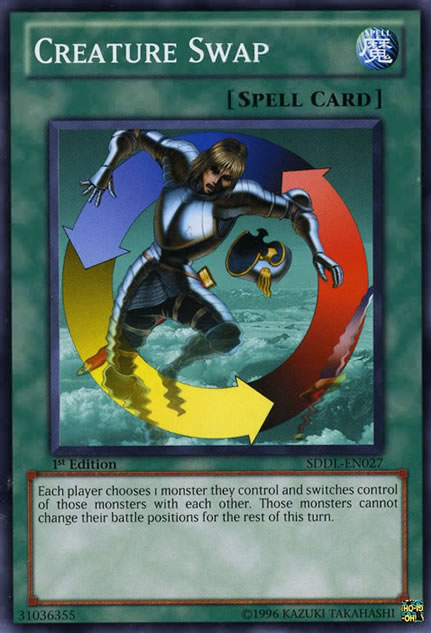 CREATURE SWAP
SPELL
魔
[SPELL CARD]
1st Edition
SDDL-EN027
Each player chooses 1 monster they control and switches control
of those monsters with each other. Those monsters cannot
change their battle positions for the rest of this turn.
31036355
©1996 KAZUKI TAKAHASHI